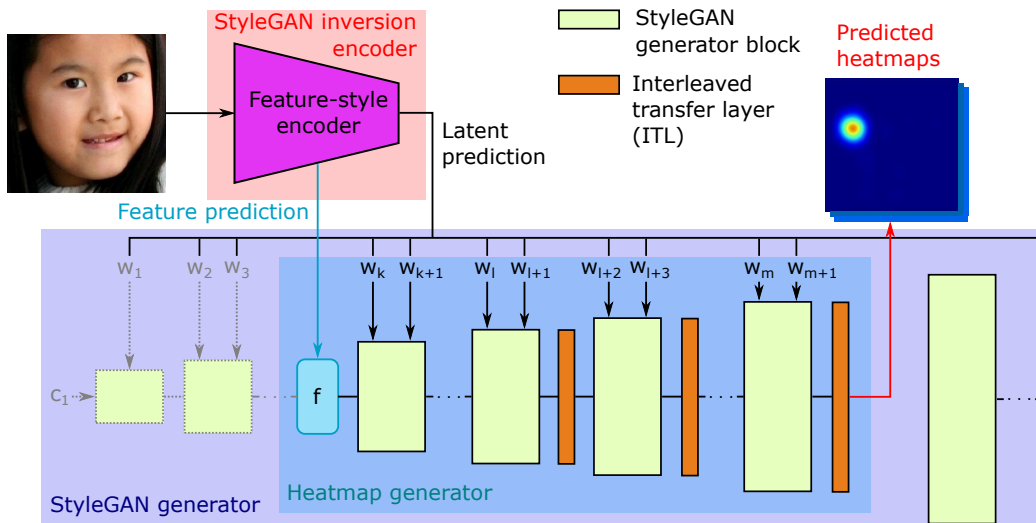 StyleGAN inversion
encoder
Feature-style
encoder
Latent
prediction
Feature prediction
StyleGAN
generator block
Interleaved
transfer layer
(ITL)
Predicted
heatmaps
w₁ w₂ w₃ wₖ wₖ₊₁ wₗ wₗ₊₁ wₗ₊₂ wₗ₊₃ wₘ wₘ₊₁
c₁ f
StyleGAN generator
Heatmap generator